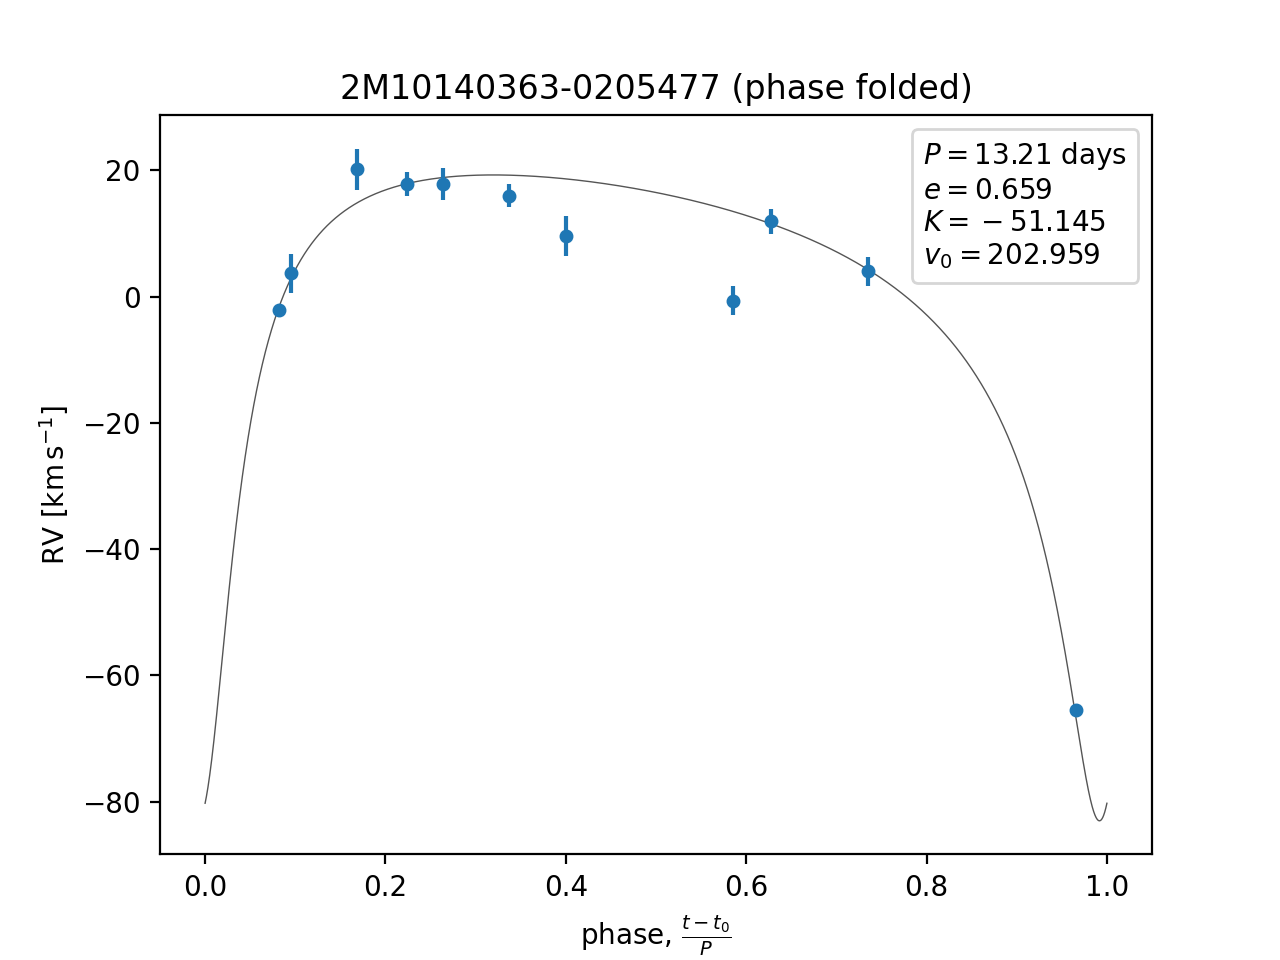 2M10140363-0205477 (phase folded)
P = 13.21 days
e = 0.659
K = −51.145
v₀ = 202.959
RV [km s⁻¹]
20
0
−20
−40
−60
−80
0.0 0.2 0.4 0.6 0.8 1.0
phase, (t − t₀)/P